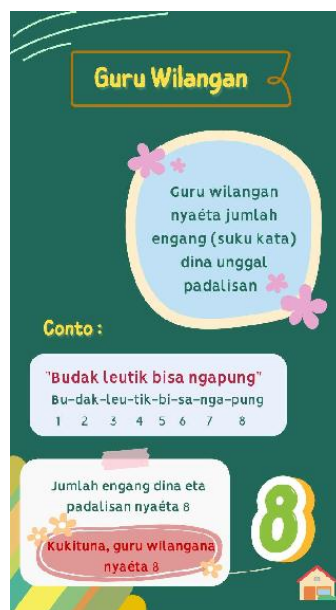 Guru Wilangan
Guru wilangan
nyaéta jumlah
engang (suku kata)
dina unggal
padalisan
Conto :
"Budak leutik bisa ngapung"
Bu-dak-leu-tik-bi-sa-nga-pung
1 2 3 4 5 6 7 8
Jumlah engang dina eta
padalisan nyaéta 8
Kukituna, guru wilangana
nyaéta 8
8